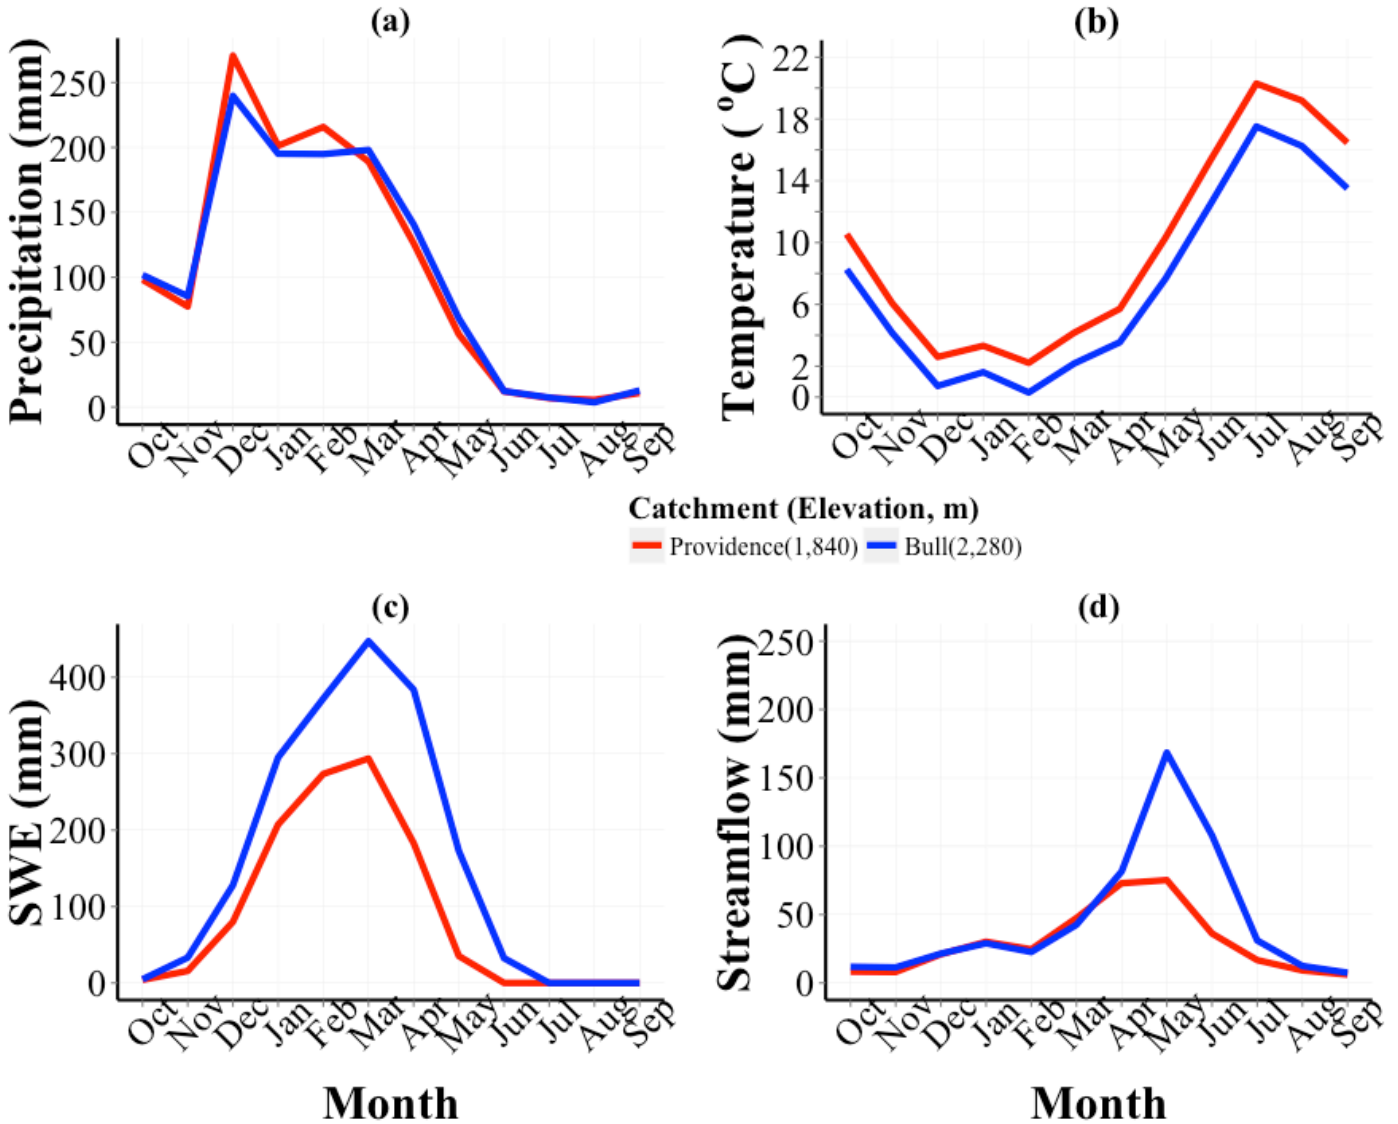 (a)
Precipitation (mm)
250
200
150
100
50
0
Oct Nov Dec Jan Feb Mar Apr May Jun Jul Aug Sep
(b)
Temperature ( °C )
22
18
14
10
6
2
0
Oct Nov Dec Jan Feb Mar Apr May Jun Jul Aug Sep
Catchment (Elevation, m)
Providence(1,840) Bull(2,280)
(c)
SWE (mm)
400
300
200
100
0
Oct Nov Dec Jan Feb Mar Apr May Jun Jul Aug Sep
Month
(d)
Streamflow (mm)
250
200
150
100
50
0
Oct Nov Dec Jan Feb Mar Apr May Jun Jul Aug Sep
Month